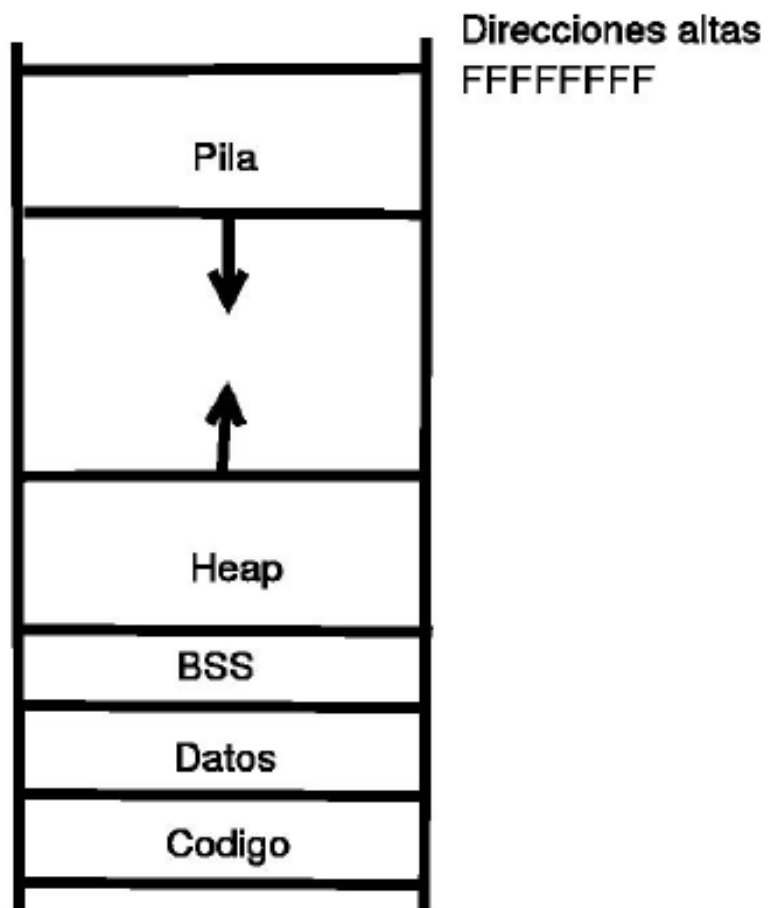 Direcciones altas
FFFFFFFF
Pila
Heap
BSS
Datos
Codigo